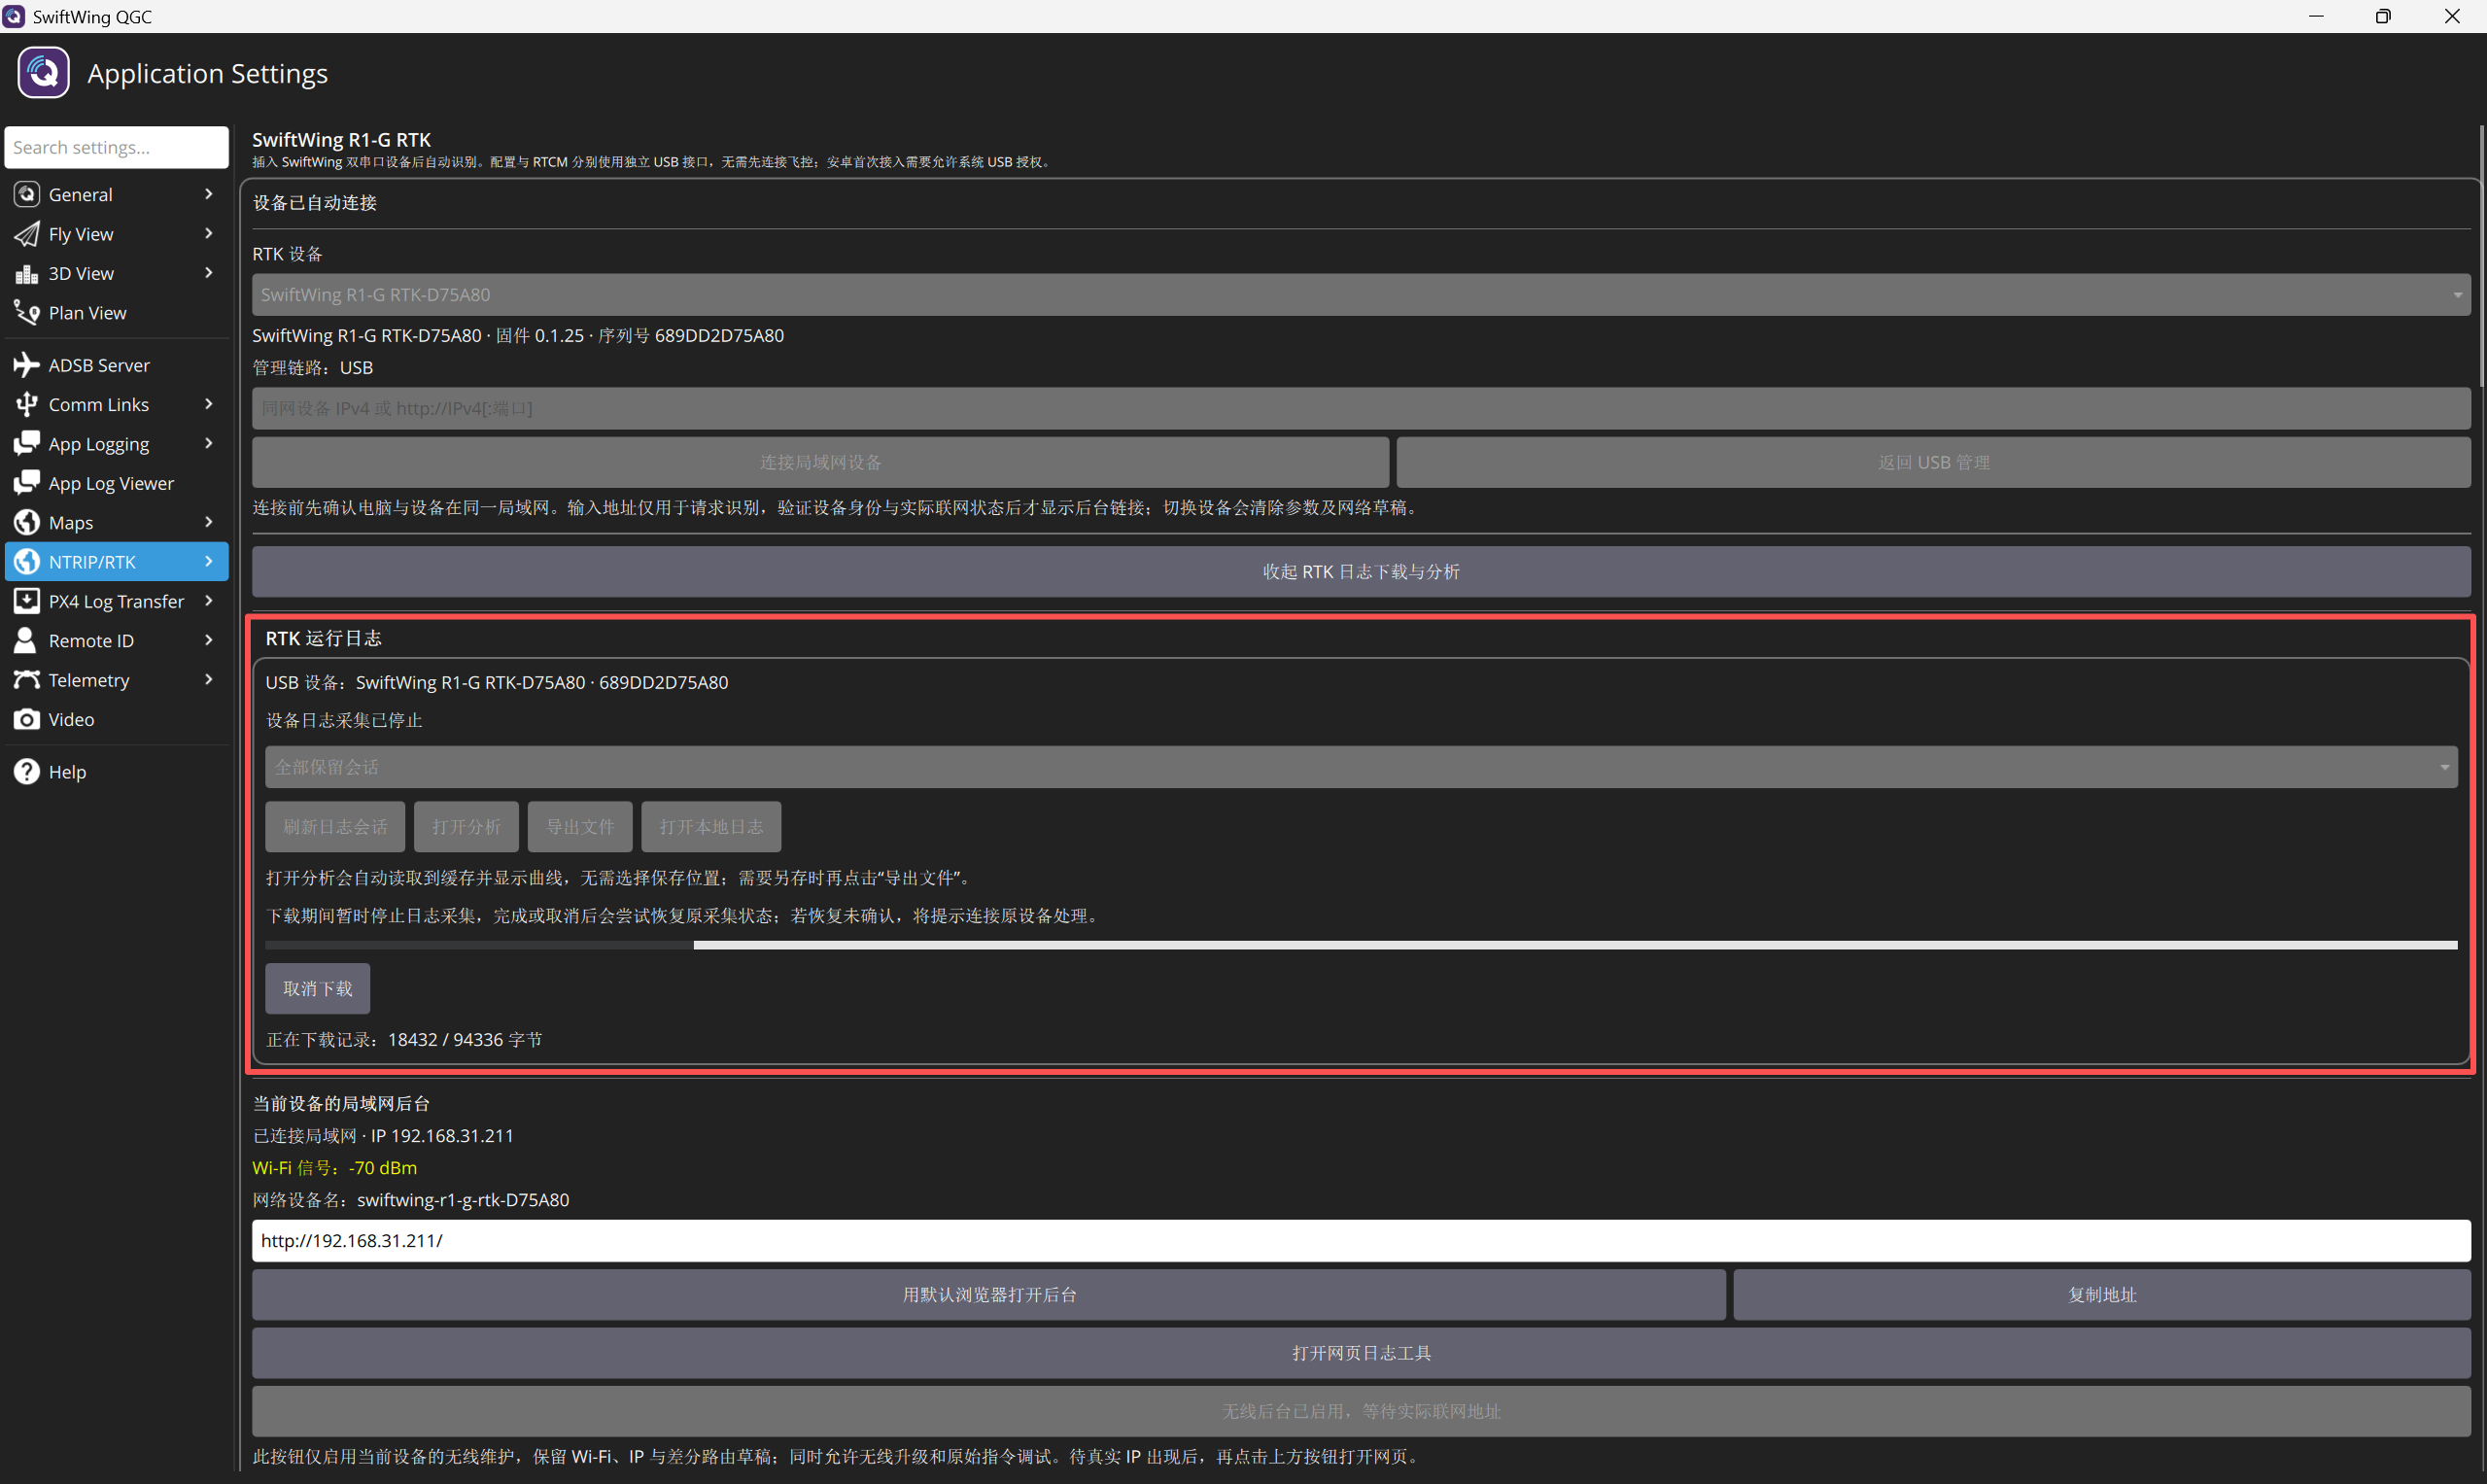 SwiftWing QGC
Application Settings
Search settings...
General
Fly View
3D View
Plan View
ADSB Server
Comm Links
App Logging
App Log Viewer
Maps
NTRIP/RTK
PX4 Log Transfer
Remote ID
Telemetry
Video
Help
SwiftWing R1-G RTK
插入 SwiftWing 双串口设备后自动识别。配置与 RTCM 分别使用独立 USB 接口，无需先连接飞控；安卓首次接入需要允许系统 USB 授权。
设备已自动连接
RTK 设备
SwiftWing R1-G RTK-D75A80
SwiftWing R1-G RTK-D75A80 · 固件 0.1.25 · 序列号 689DD2D75A80
管理链路：USB
同网设备 IPv4 或 http://IPv4[:端口]
连接局域网设备
返回 USB 管理
连接前先确认电脑与设备在同一局域网。输入地址仅用于请求识别，验证设备身份与实际联网状态后才显示后台链接；切换设备会清除参数及网络草稿。
收起 RTK 日志下载与分析
RTK 运行日志
USB 设备：SwiftWing R1-G RTK-D75A80 · 689DD2D75A80
设备日志采集已停止
全部保留会话
刷新日志会话
打开分析
导出文件
打开本地日志
打开分析会自动读取到缓存并显示曲线，无需选择保存位置；需要另存时再点击“导出文件”。
下载期间暂时停止日志采集，完成或取消后会尝试恢复原采集状态；若恢复未确认，将提示连接原设备处理。
取消下载
正在下载记录：18432 / 94336 字节
当前设备的局域网后台
已连接局域网 · IP 192.168.31.211
Wi-Fi 信号：-70 dBm
网络设备名：swiftwing-r1-g-rtk-D75A80
http://192.168.31.211/
用默认浏览器打开后台
复制地址
打开网页日志工具
无线后台已启用，等待实际联网地址
此按钮仅启用当前设备的无线维护，保留 Wi-Fi、IP 与差分路由草稿；同时允许无线升级和原始指令调试。待真实 IP 出现后，再点击上方按钮打开网页。